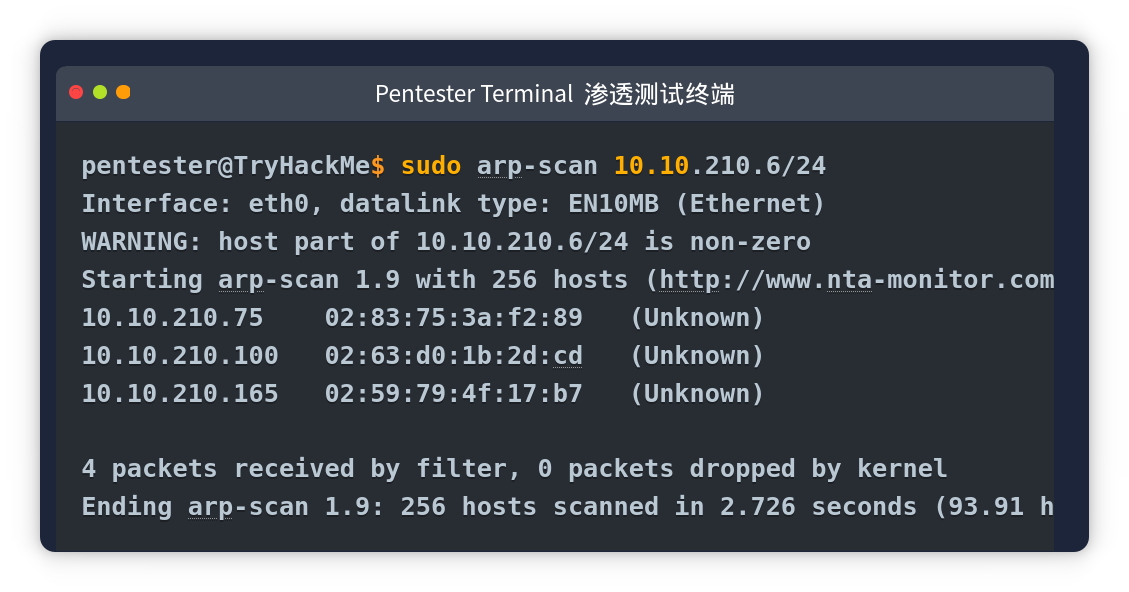 Pentester Terminal 渗透测试终端
pentester@TryHackMe$ sudo arp-scan 10.10.210.6/24
Interface: eth0, datalink type: EN10MB (Ethernet)
WARNING: host part of 10.10.210.6/24 is non-zero
Starting arp-scan 1.9 with 256 hosts (http://www.nta-monitor.com
10.10.210.75    02:83:75:3a:f2:89   (Unknown)
10.10.210.100   02:63:d0:1b:2d:cd   (Unknown)
10.10.210.165   02:59:79:4f:17:b7   (Unknown)
4 packets received by filter, 0 packets dropped by kernel
Ending arp-scan 1.9: 256 hosts scanned in 2.726 seconds (93.91 h